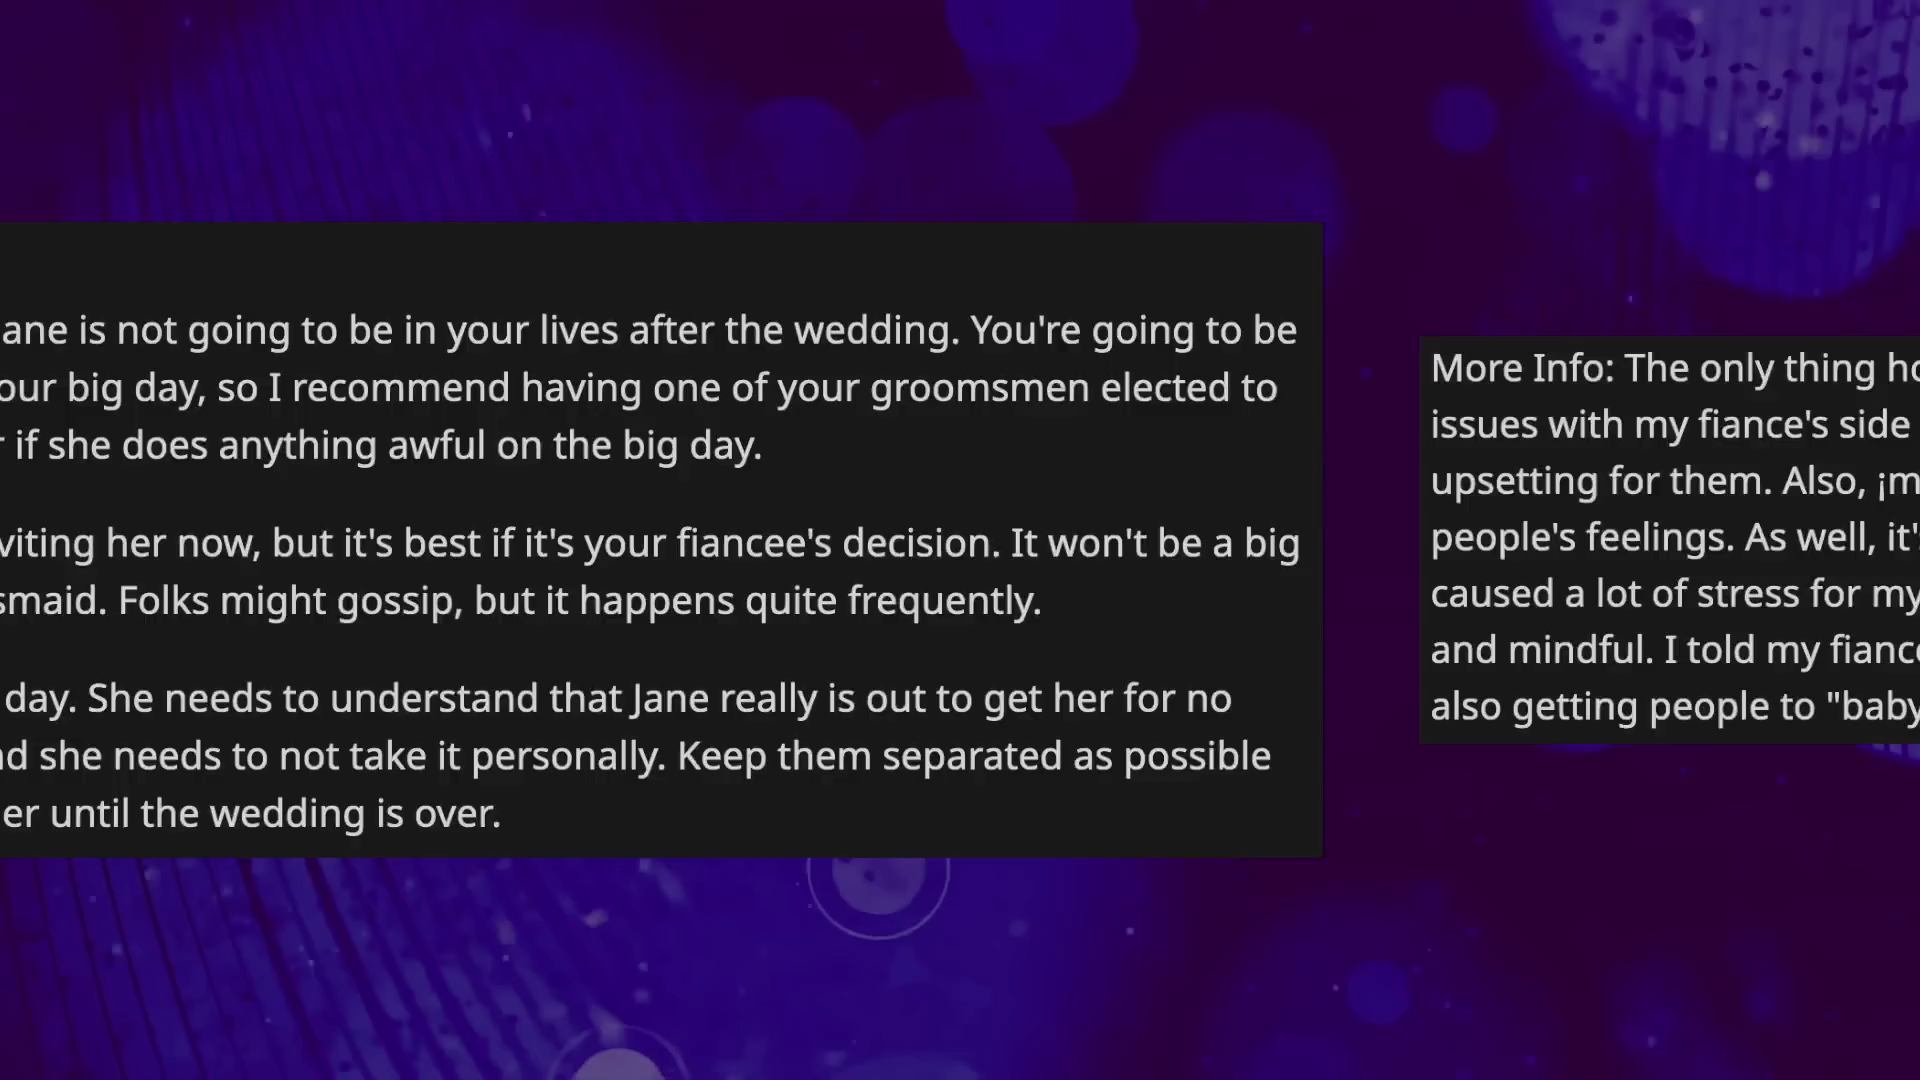 ane is not going to be in your lives after the wedding. You're going to be
our big day, so I recommend having one of your groomsmen elected to
if she does anything awful on the big day.
viting her now, but it's best if it's your fiancee's decision. It won't be a big
smaid. Folks might gossip, but it happens quite frequently.
day. She needs to understand that Jane really is out to get her for no
nd she needs to not take it personally. Keep them separated as possible
er until the wedding is over.
More Info: The only thing ho
issues with my fiance's side
upsetting for them. Also, ¡m
people's feelings. As well, it's
caused a lot of stress for my
and mindful. I told my fianc
also getting people to "baby